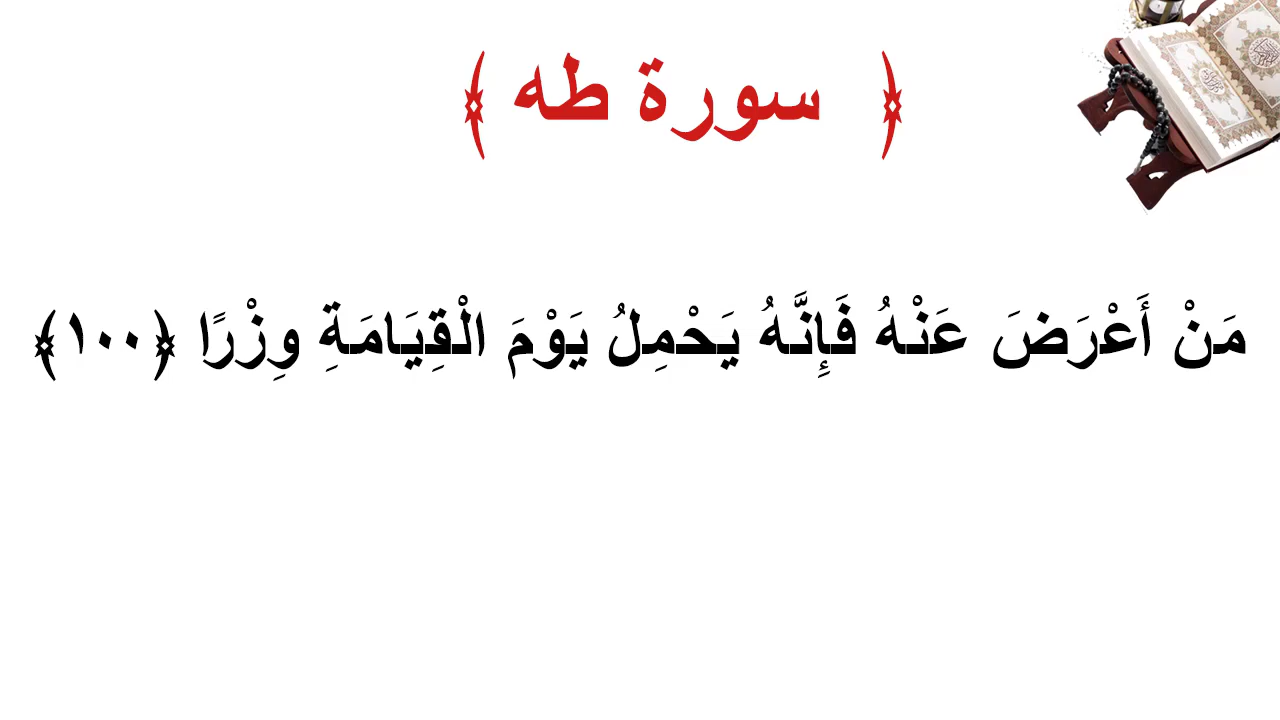 ﴿ سورة طه ﴾
مَنْ أَعْرَضَ عَنْهُ فَإِنَّهُ يَحْمِلُ يَوْمَ الْقِيَامَةِ وِزْرًا ﴿١٠٠﴾